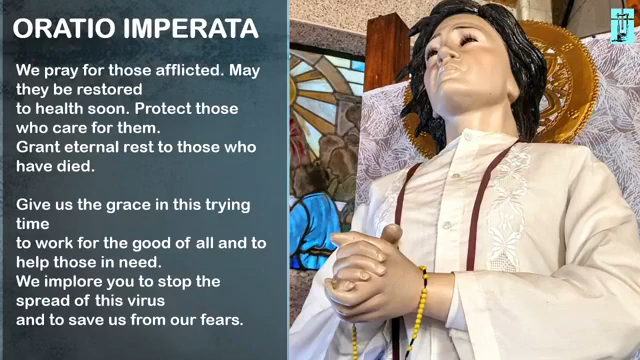 ORATIO IMPERATA
We pray for those afflicted. May
they be restored
to health soon. Protect those
who care for them.
Grant eternal rest to those who
have died.
Give us the grace in this trying
time
to work for the good of all and to
help those in need.
We implore you to stop the
spread of this virus
and to save us from our fears.